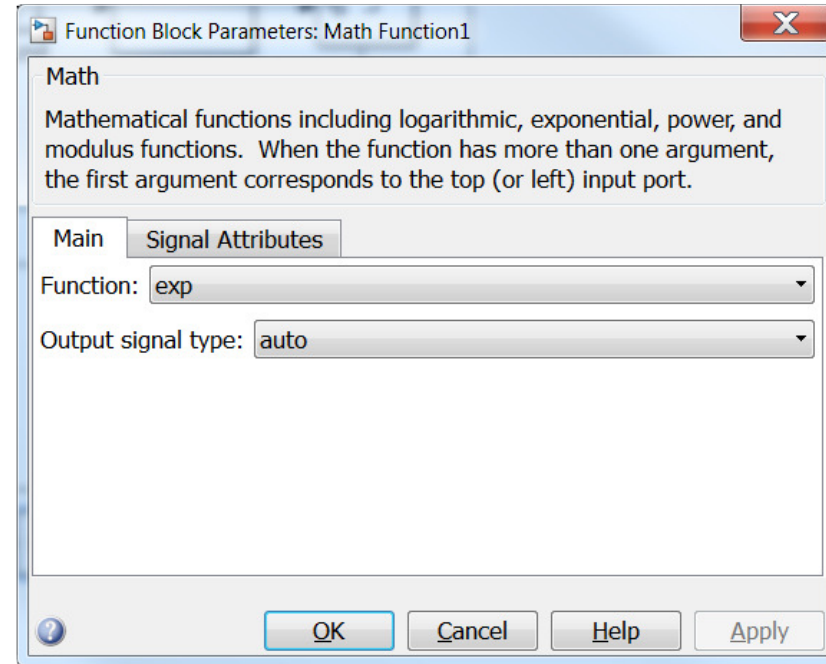 Function Block Parameters: Math Function1
X
Math
Mathematical functions including logarithmic, exponential, power, and
modulus functions.  When the function has more than one argument,
the first argument corresponds to the top (or left) input port.
Main Signal Attributes
Function: exp
Output signal type: auto
? OK Cancel Help Apply